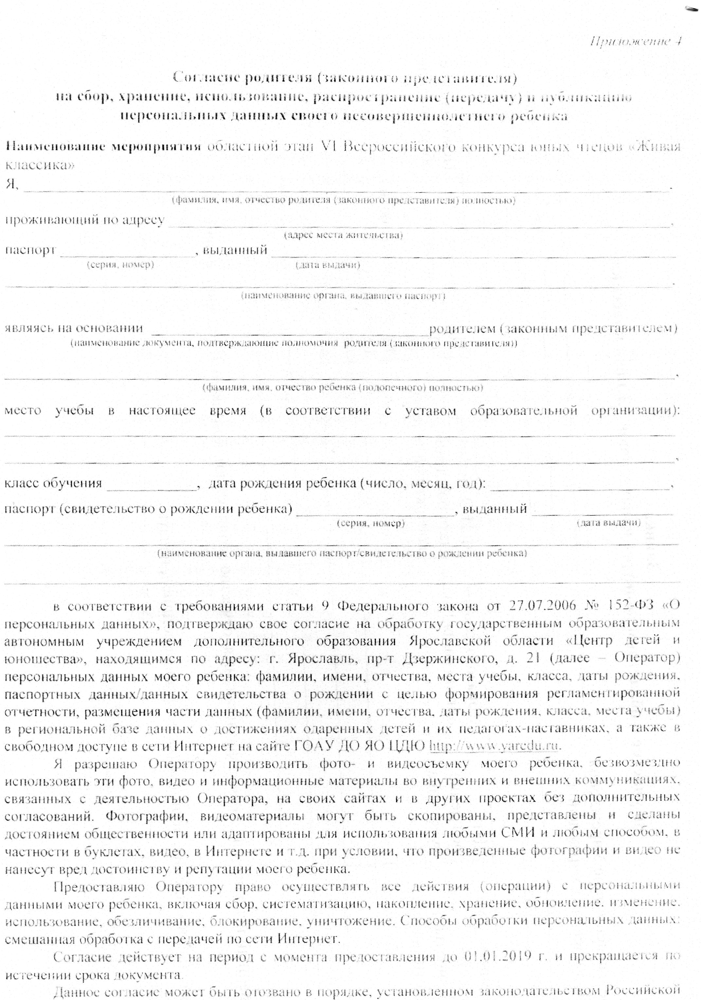 Приложение 4
Согласие родителя (законного представителя)
на сбор, хранение, использование, распространение (передачу) и публикацию
персональных данных своего несовершеннолетнего ребенка
Наименование мероприятия областной этап VI Всероссийского конкурса юных чтецов «Живая
классика»
Я, ,
(фамилия, имя, отчество родителя (законного представителя) полностью)
проживающий по адресу ,
(адрес места жительства)
паспорт , выданный
(серия, номер) (дата выдачи)
,
(наименование органа, выдавшего паспорт)
являясь на основании родителем (законным представителем)
(наименование документа, подтверждающие полномочия родителя (законного представителя))
,
(фамилия, имя, отчество ребенка (подопечного) полностью)
место учебы в настоящее время (в соответствии с уставом образовательной организации):
,
класс обучения , дата рождения ребенка (число, месяц, год): ,
паспорт (свидетельство о рождении ребенка) , выданный
(серия, номер) (дата выдачи)
(наименование органа, выдавшего паспорт/свидетельство о рождении ребенка)
в соответствии с требованиями статьи 9 Федерального закона от 27.07.2006 № 152-ФЗ «О
персональных данных», подтверждаю свое согласие на обработку государственным образовательным
автономным учреждением дополнительного образования Ярославской области «Центр детей и
юношества», находящимся по адресу: г. Ярославль, пр-т Дзержинского, д. 21 (далее – Оператор)
персональных данных моего ребенка: фамилии, имени, отчества, места учебы, класса, даты рождения,
паспортных данных/данных свидетельства о рождении с целью формирования регламентированной
отчетности, размещения части данных (фамилии, имени, отчества, даты рождения, класса, места учебы)
в региональной базе данных о достижениях одаренных детей и их педагогах-наставниках, а также в
свободном доступе в сети Интернет на сайте ГОАУ ДО ЯО ЦДЮ http://www.yaredu.ru.
Я разрешаю Оператору производить фото- и видеосъемку моего ребенка, безвозмездно
использовать эти фото, видео и информационные материалы во внутренних и внешних коммуникациях,
связанных с деятельностью Оператора, на своих сайтах и в других проектах без дополнительных
согласований. Фотографии, видеоматериалы могут быть скопированы, представлены и сделаны
достоянием общественности или адаптированы для использования любыми СМИ и любым способом, в
частности в буклетах, видео, в Интернете и т.д. при условии, что произведенные фотографии и видео не
нанесут вред достоинству и репутации моего ребенка.
Предоставляю Оператору право осуществлять все действия (операции) с персональными
данными моего ребенка, включая сбор, систематизацию, накопление, хранение, обновление, изменение,
использование, обезличивание, блокирование, уничтожение. Способы обработки персональных данных:
смешанная обработка с передачей по сети Интернет.
Согласие действует на период с момента предоставления до 01.01.2019 г. и прекращается по
истечении срока документа.
Данное согласие может быть отозвано в порядке, установленном законодательством Российской